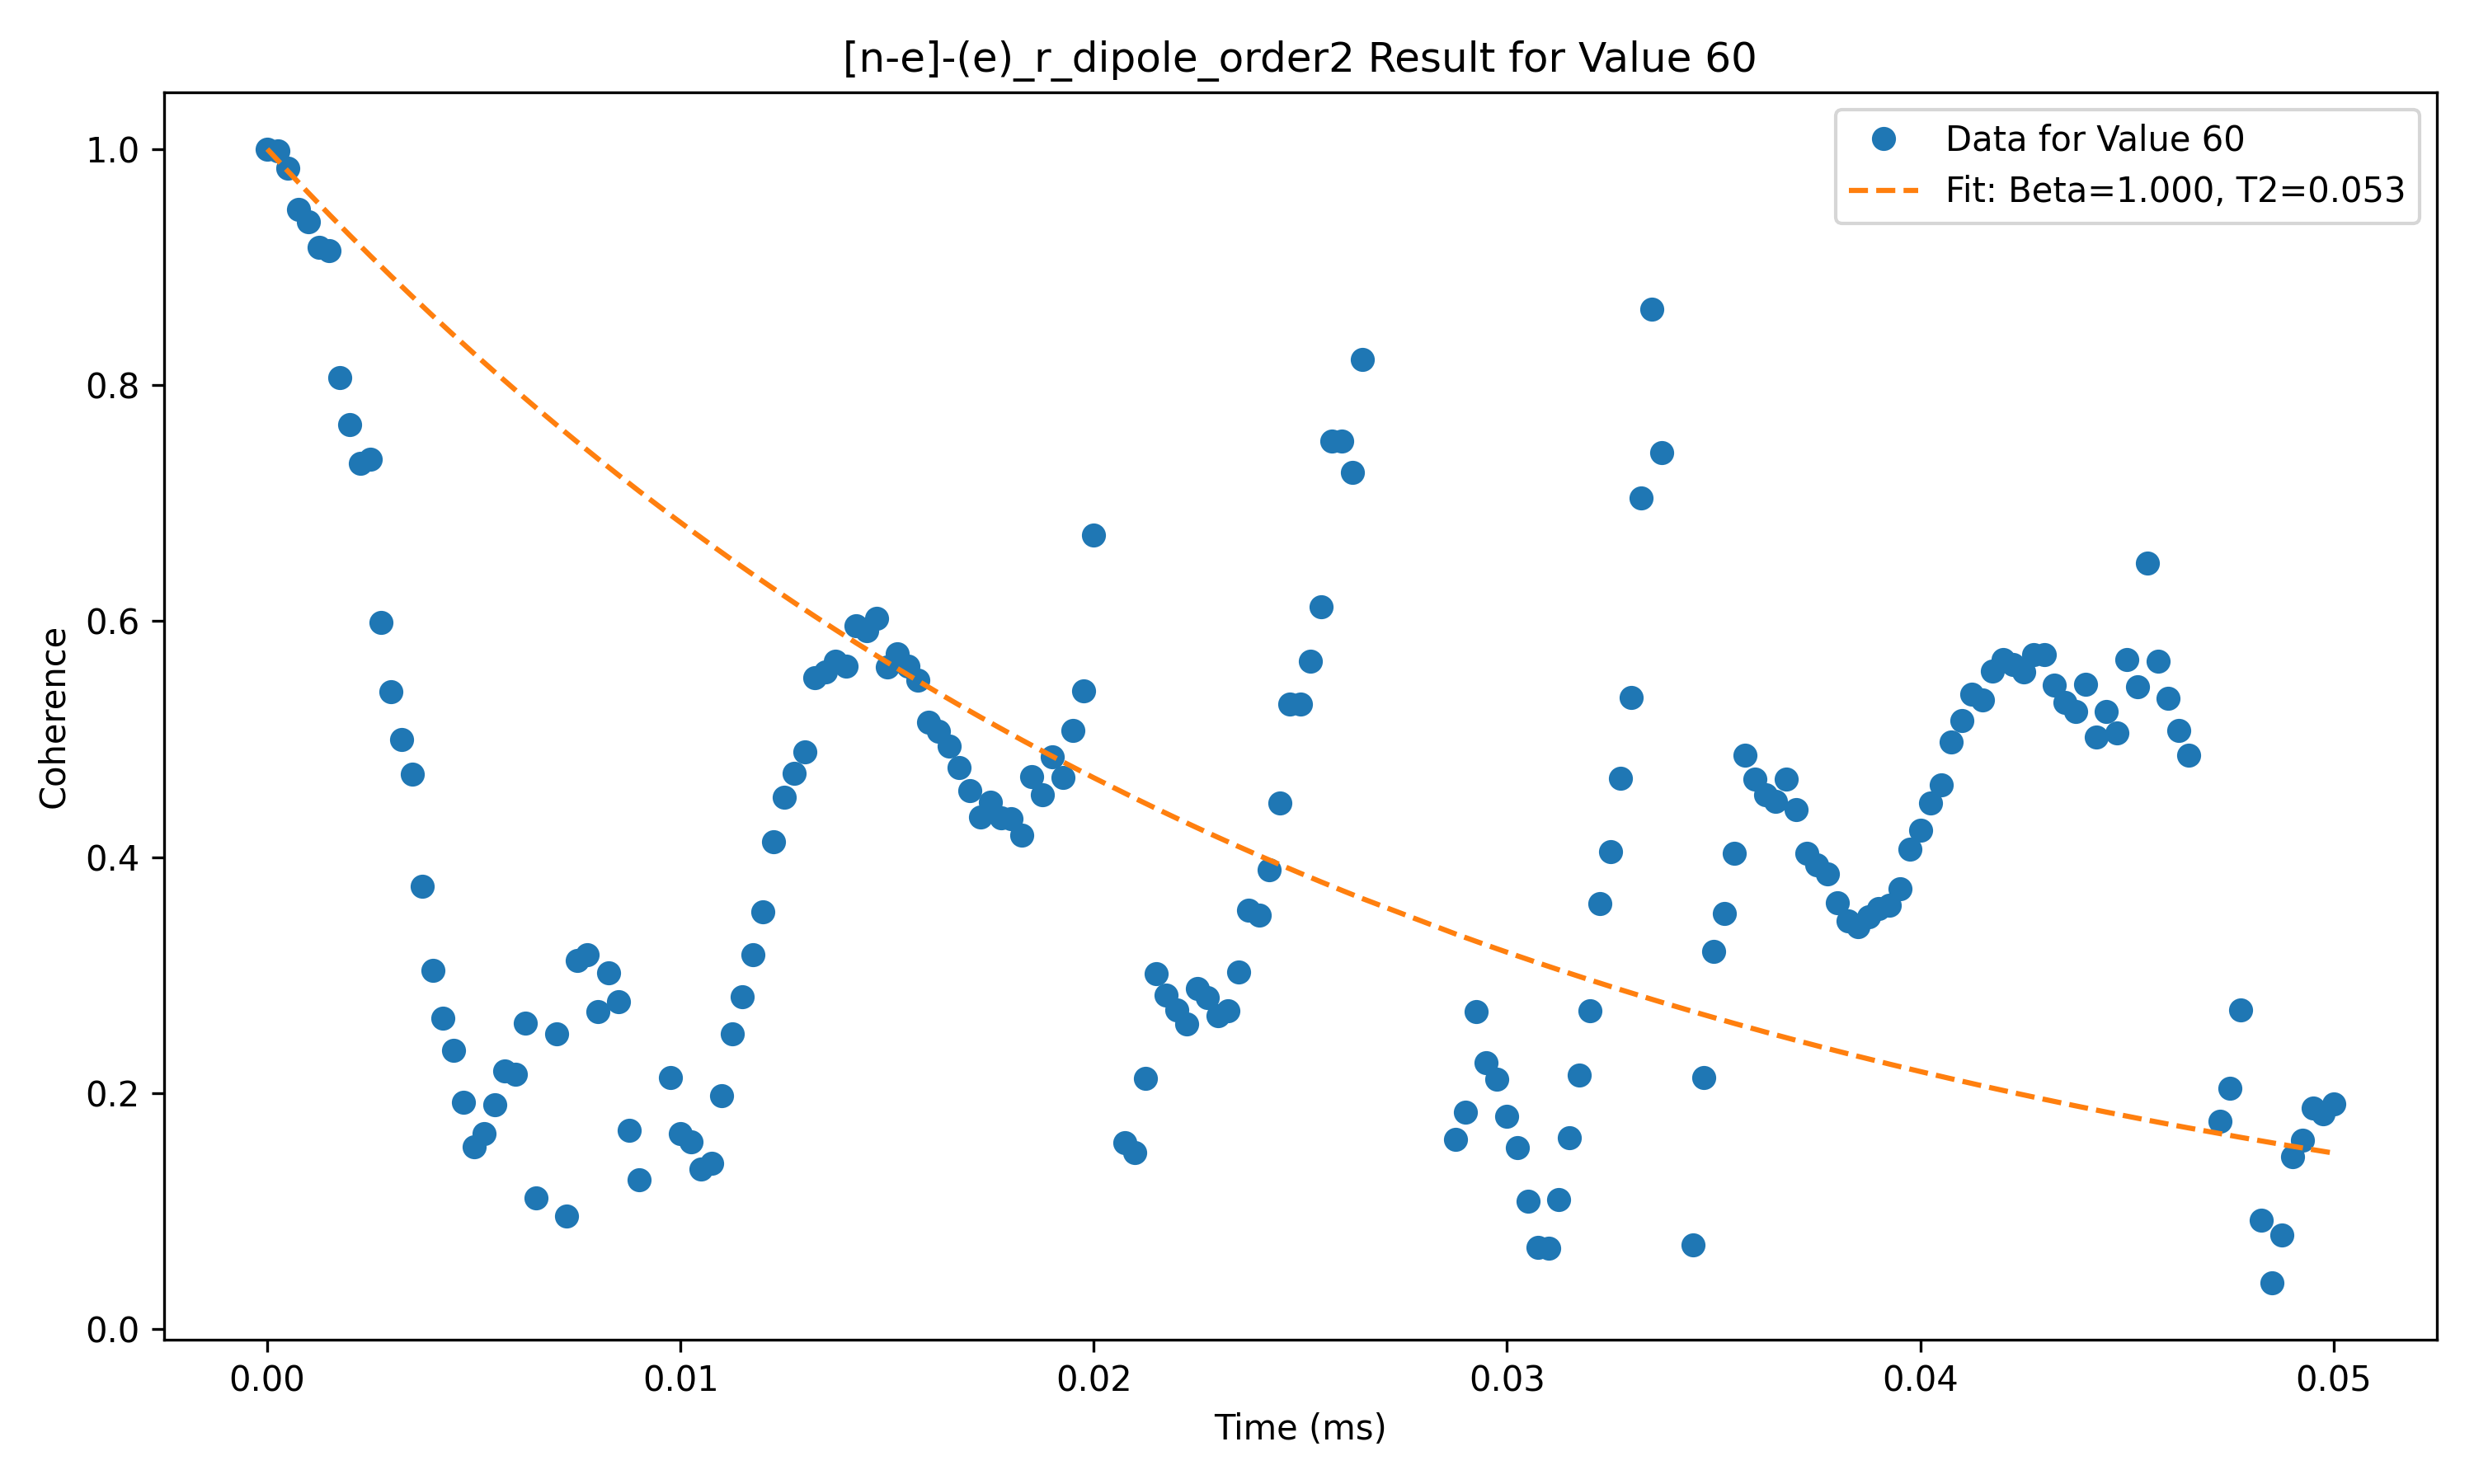 [n-e]-(e)_r_dipole_order2 Result for Value 60
Data for Value 60
Fit: Beta=1.000, T2=0.053
1.0
0.8
0.6
0.4
0.2
0.0
Coherence
0.00 0.01 0.02 0.03 0.04 0.05
Time (ms)